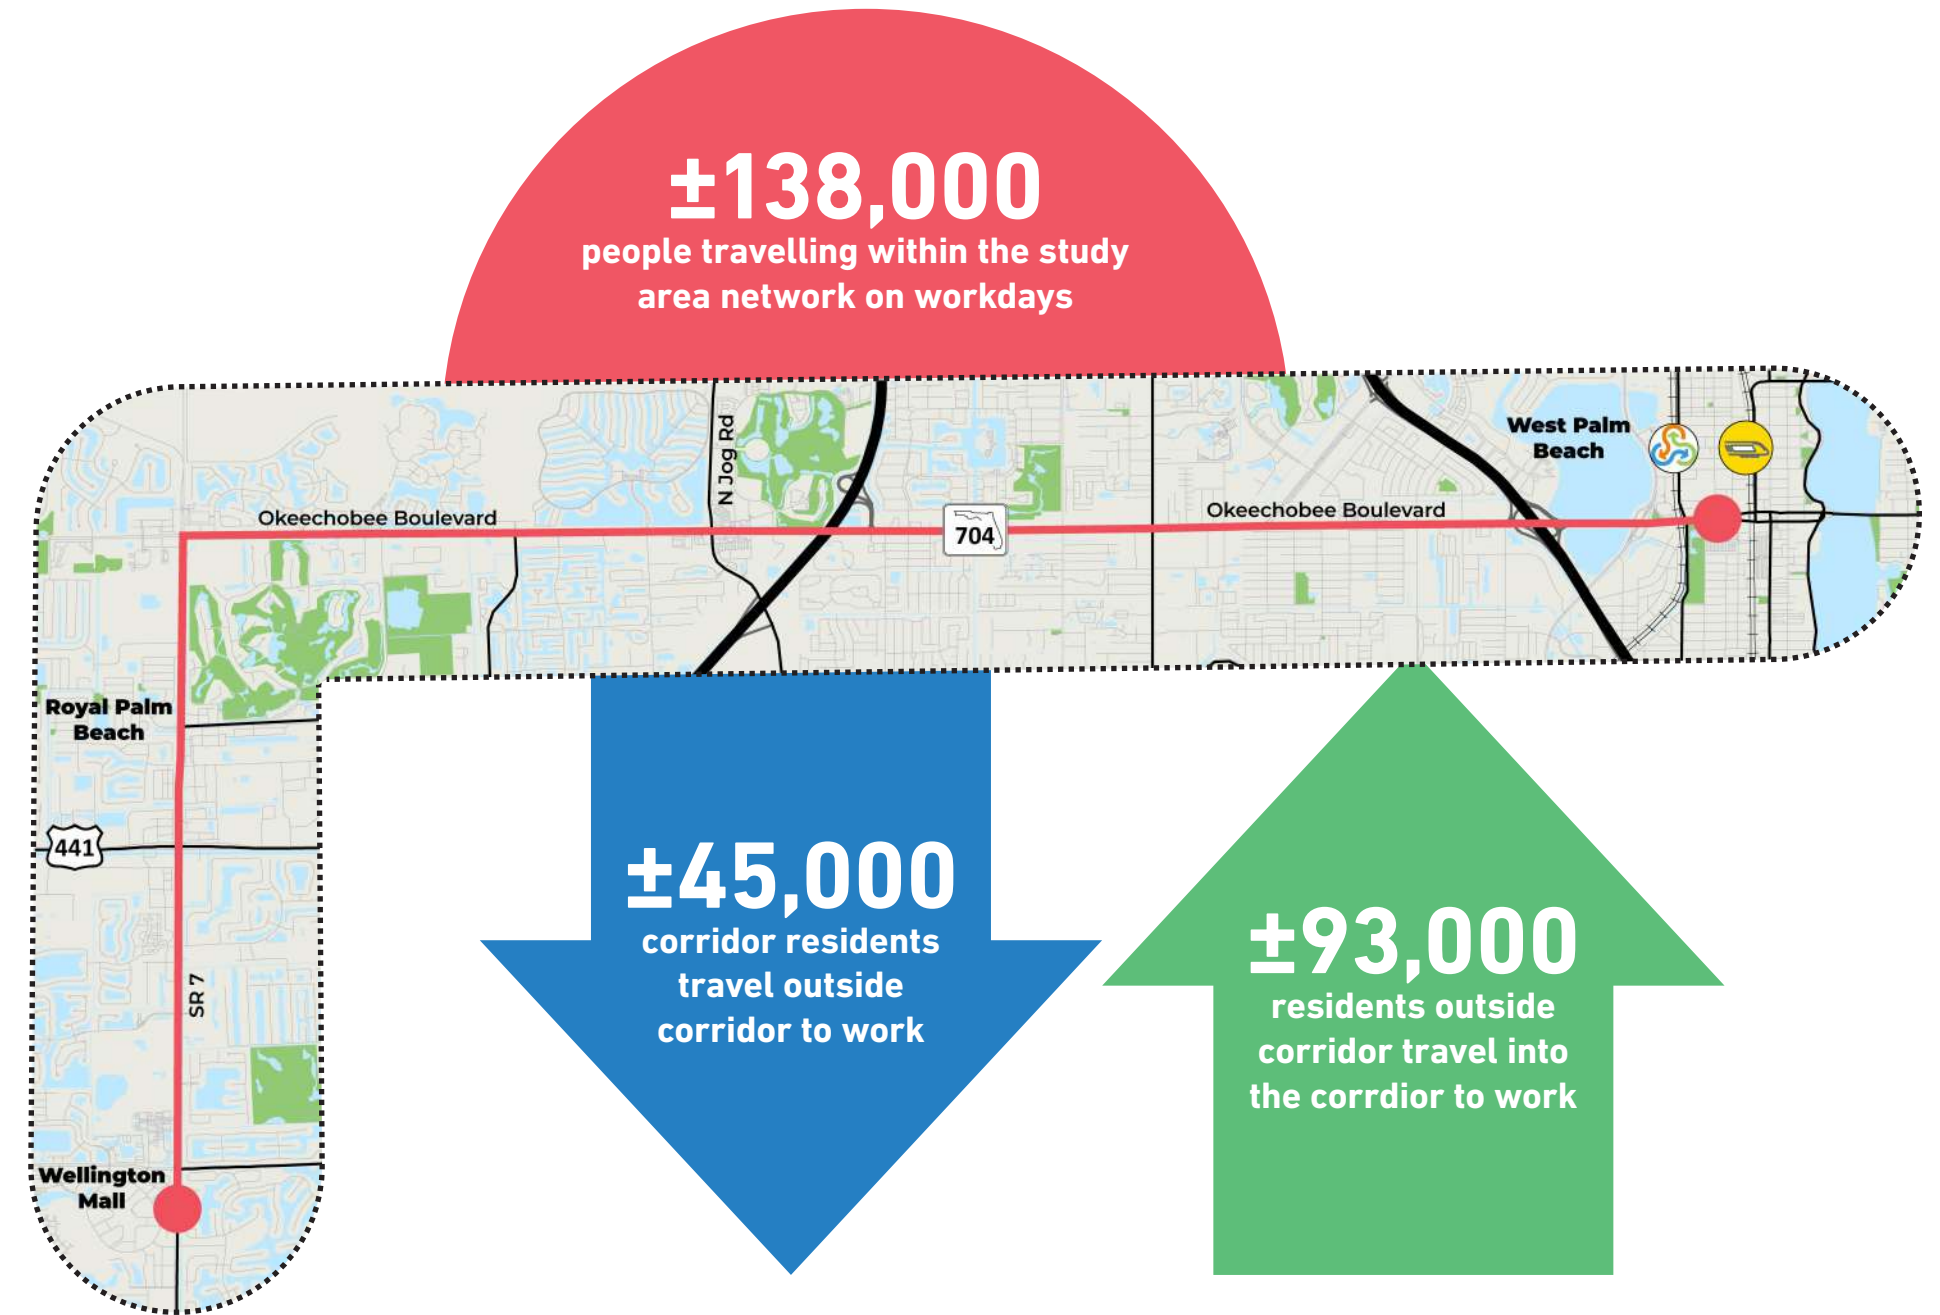 ±138,000
people travelling within the study
area network on workdays
N Jog Rd
West Palm
Beach
Okeechobee Boulevard
Okeechobee Boulevard
704
Royal Palm
Beach
441
SR 7
Wellington
Mall
±45,000
corridor residents
travel outside
corridor to work
±93,000
residents outside
corridor travel into
the corrdior to work